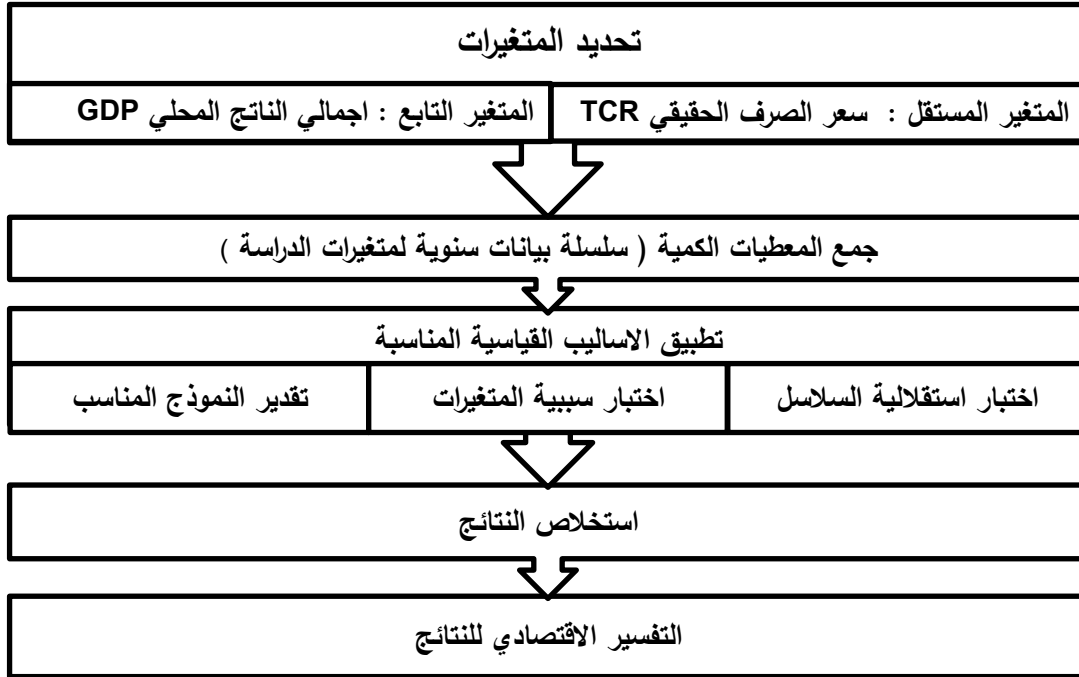 تحديد المتغيرات
المتغير المستقل : سعر الصرف الحقيقي TCR
المتغير التابع : اجمالي الناتج المحلي GDP
جمع المعطيات الكمية ( سلسلة بيانات سنوية لمتغيرات الدراسة )
تطبيق الاساليب القياسية المناسبة
اختبار استقلالية السلاسل
اختبار سببية المتغيرات
تقدير النموذج المناسب
استخلاص النتائج
التفسير الاقتصادي للنتائج